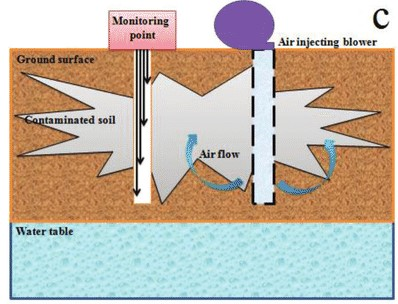 C
Monitoring
point
Air injecting blower
Ground surface
Contaminated soil
Air flow
Water table